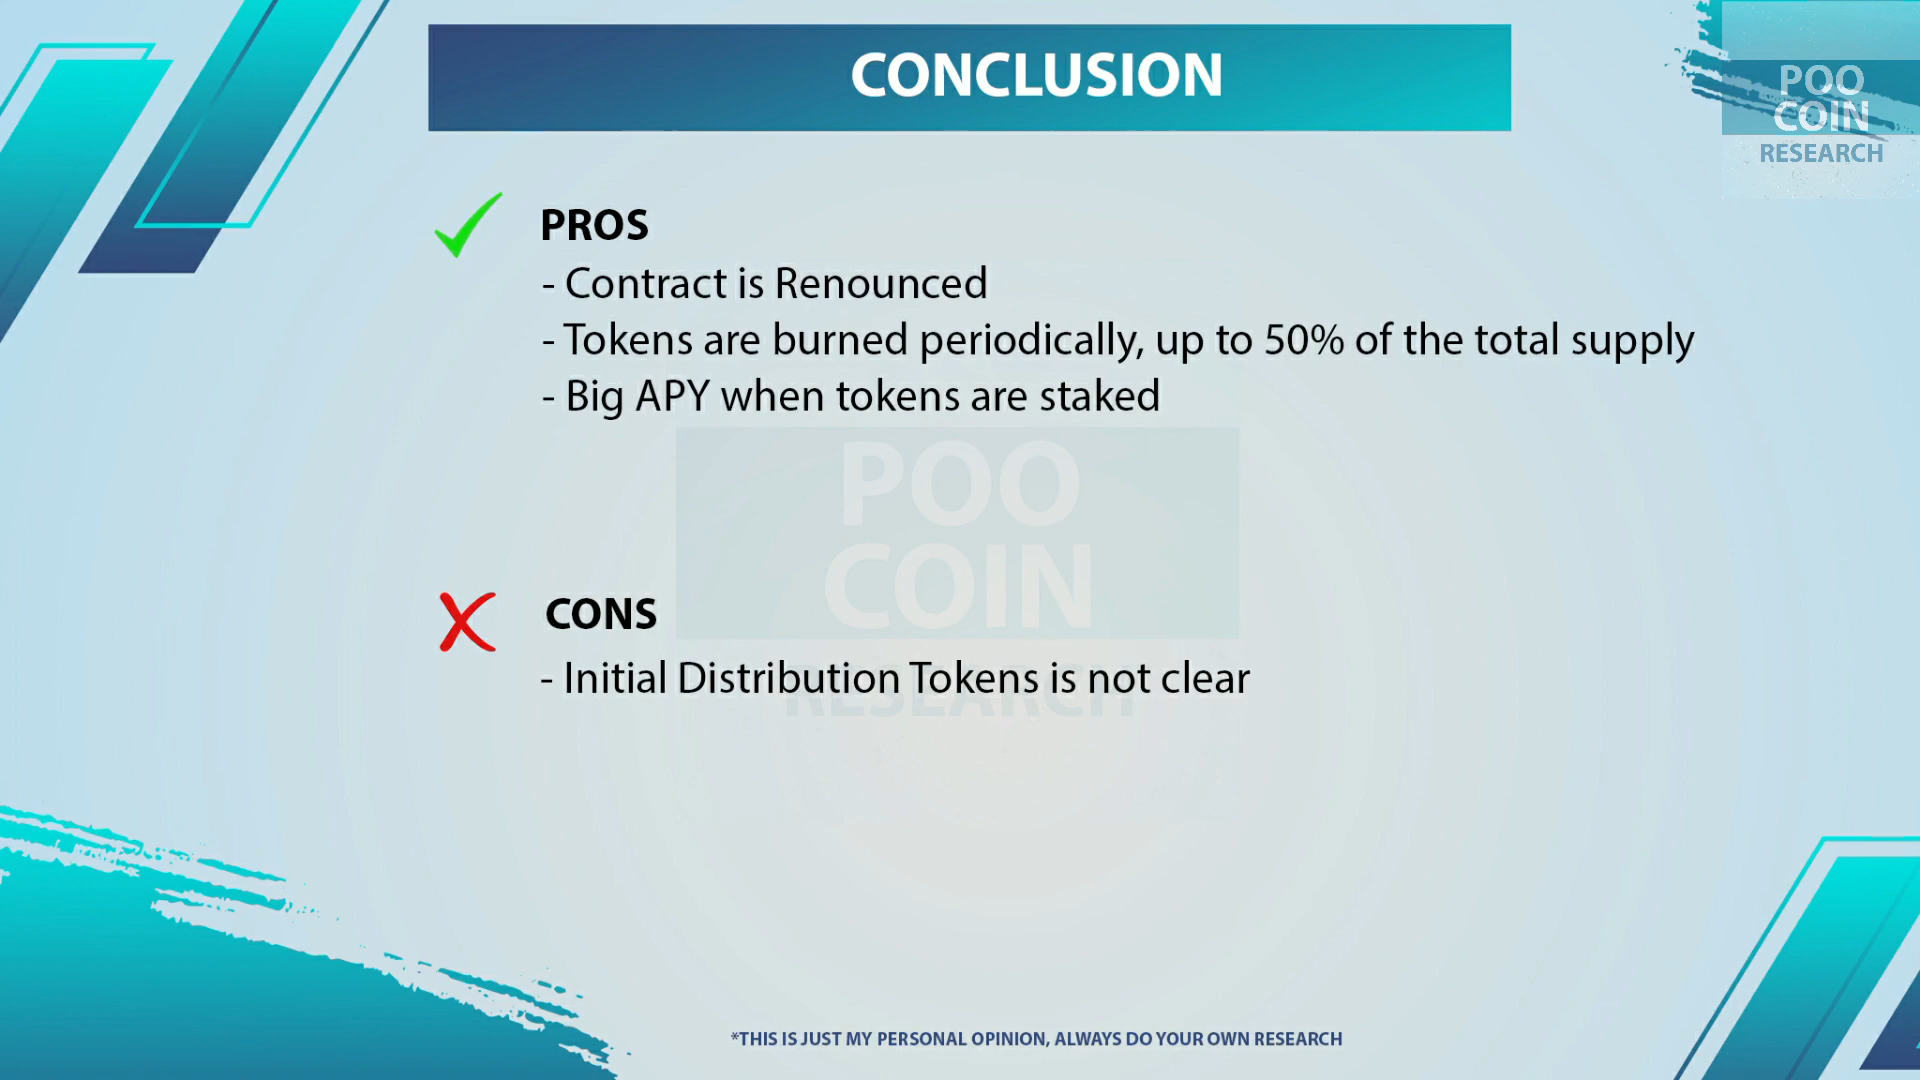 CONCLUSION
POO
COIN
RESEARCH
PROS
- Contract is Renounced
- Tokens are burned periodically, up to 50% of the total supply
- Big APY when tokens are staked
POO
COIN
RESEARCH
CONS
- Initial Distribution Tokens is not clear
*THIS IS JUST MY PERSONAL OPINION, ALWAYS DO YOUR OWN RESEARCH